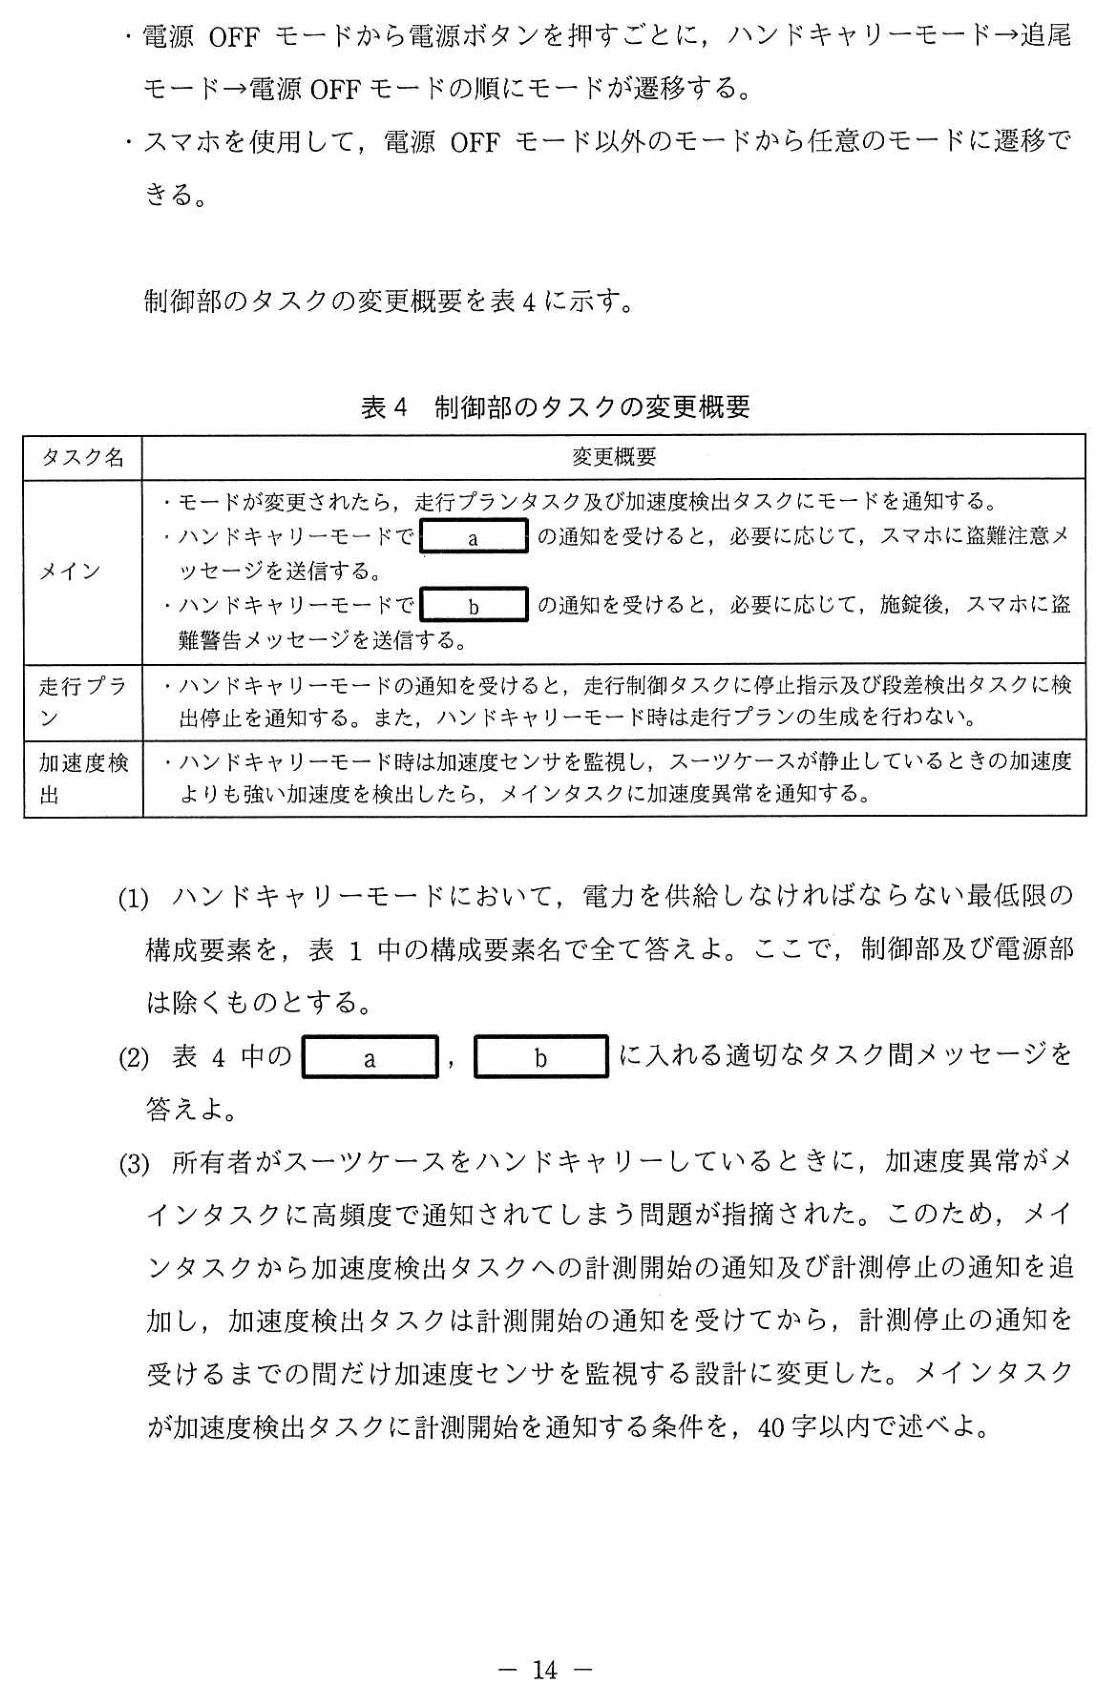 ・電源 OFF モードから電源ボタンを押すごとに，ハンドキャリーモード→追尾
モード→電源 OFF モードの順にモードが遷移する。
・スマホを使用して，電源 OFF モード以外のモードから任意のモードに遷移で
きる。
制御部のタスクの変更概要を表 4 に示す。
表 4　制御部のタスクの変更概要
タスク名
変更概要
メイン
・モードが変更されたら，走行プランタスク及び加速度検出タスクにモードを通知する。
・ハンドキャリーモードで a の通知を受けると，必要に応じて，スマホに盗難注意メ
ッセージを送信する。
・ハンドキャリーモードで b の通知を受けると，必要に応じて，施錠後，スマホに盗
難警告メッセージを送信する。
走行プラ
ン
・ハンドキャリーモードの通知を受けると，走行制御タスクに停止指示及び段差検出タスクに検
出停止を通知する。また，ハンドキャリーモード時は走行プランの生成を行わない。
加速度検
出
・ハンドキャリーモード時は加速度センサを監視し，スーツケースが静止しているときの加速度
よりも強い加速度を検出したら，メインタスクに加速度異常を通知する。
(1) ハンドキャリーモードにおいて，電力を供給しなければならない最低限の
構成要素を，表 1 中の構成要素名で全て答えよ。ここで，制御部及び電源部
は除くものとする。
(2) 表 4 中の a ， b に入れる適切なタスク間メッセージを
答えよ。
(3) 所有者がスーツケースをハンドキャリーしているときに，加速度異常がメ
インタスクに高頻度で通知されてしまう問題が指摘された。このため，メイ
ンタスクから加速度検出タスクへの計測開始の通知及び計測停止の通知を追
加し，加速度検出タスクは計測開始の通知を受けてから，計測停止の通知を
受けるまでの間だけ加速度センサを監視する設計に変更した。メインタスク
が加速度検出タスクに計測開始を通知する条件を，40 字以内で述べよ。
－ 14 －